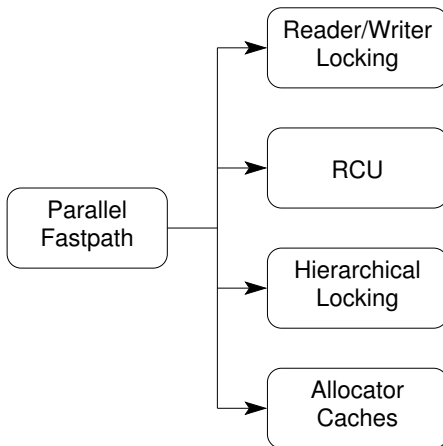 Reader/Writer
Locking
RCU
Parallel
Fastpath
Hierarchical
Locking
Allocator
Caches